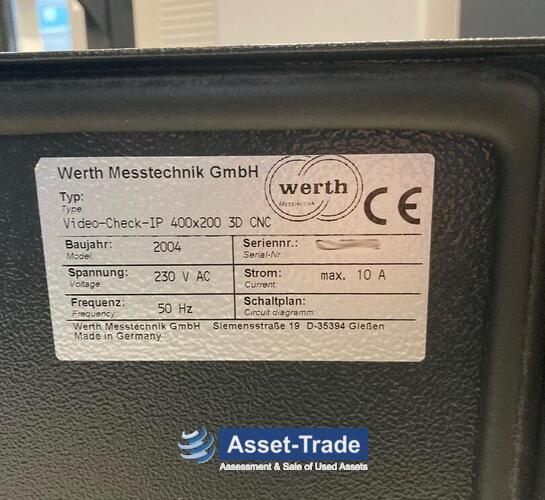 Werth Messtechnik GmbH
werth
Messtechnik
CE
Typ:
Type
Video-Check-IP 400x200 3D CNC
Baujahr: 2004 Seriennr.:
Model Serial-Nr.
Spannung: 230 V AC Strom: max. 10 A
Voltage Current:
Frequenz: 50 Hz Schaltplan:
Frequency Circuit diagramm:
Werth Messtechnik GmbH Siemensstraße 19 D-35394 Gießen
Made in Germany
Asset-Trade
Assessment & Sale of Used Assets